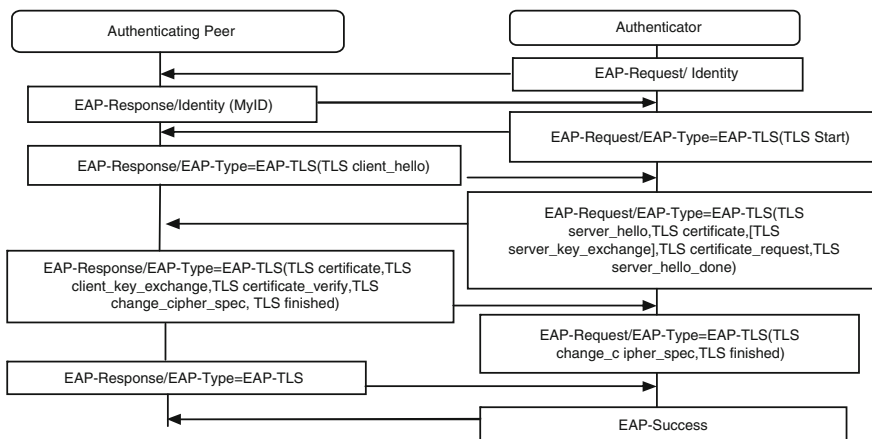 Authenticating Peer
Authenticator
EAP-Request/ Identity
EAP-Response/Identity (MyID)
EAP-Request/EAP-Type=EAP-TLS(TLS Start)
EAP-Response/EAP-Type=EAP-TLS(TLS client_hello)
EAP-Request/EAP-Type=EAP-TLS(TLS
server_hello,TLS certificate,[TLS
server_key_exchange],TLS certificate_request,TLS
server_hello_done)
EAP-Response/EAP-Type=EAP-TLS(TLS certificate,TLS
client_key_exchange,TLS certificate_verify,TLS
change_cipher_spec, TLS finished)
EAP-Request/EAP-Type=EAP-TLS(TLS
change_c ipher_spec,TLS finished)
EAP-Response/EAP-Type=EAP-TLS
EAP-Success